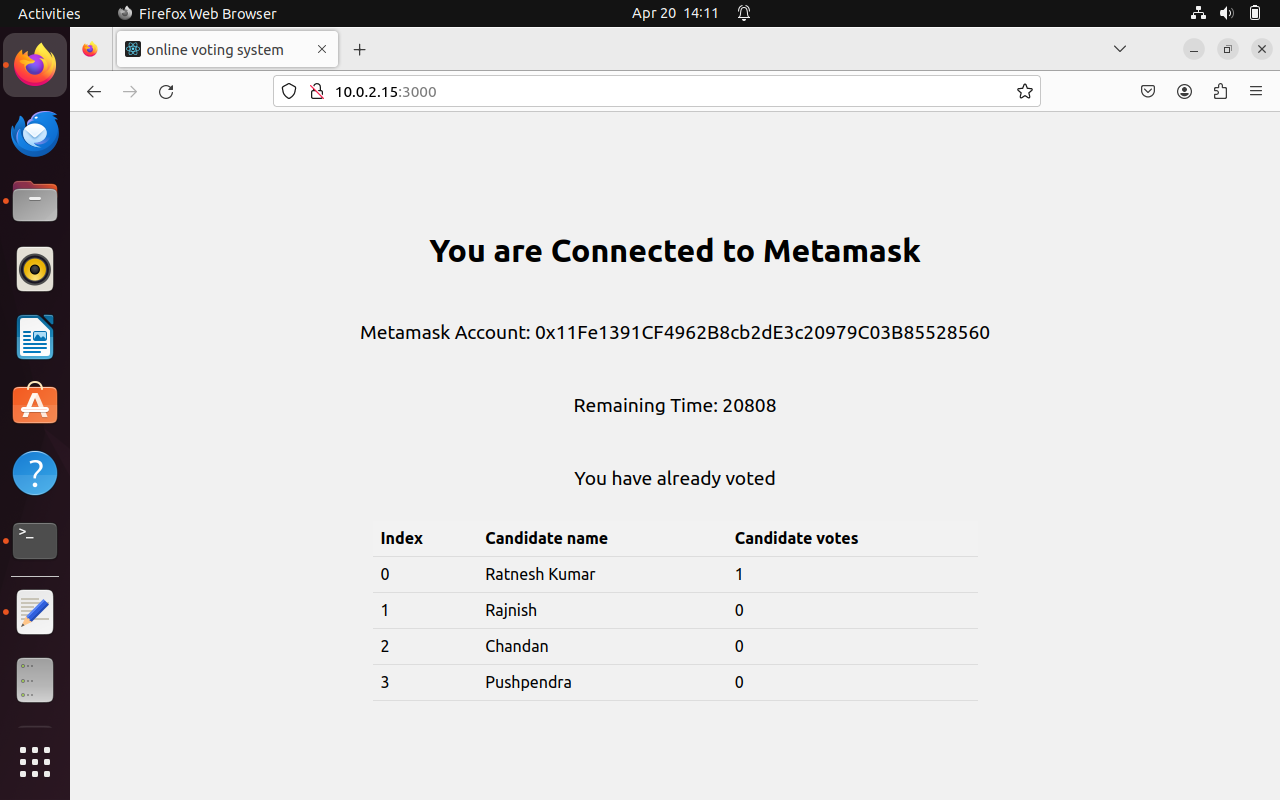 Activities Firefox Web Browser Apr 20 14:11
online voting system
10.0.2.15:3000
You are Connected to Metamask
Metamask Account: 0x11Fe1391CF4962B8cb2dE3c20979C03B85528560
Remaining Time: 20808
You have already voted
Index Candidate name Candidate votes
0 Ratnesh Kumar 1
1 Rajnish 0
2 Chandan 0
3 Pushpendra 0